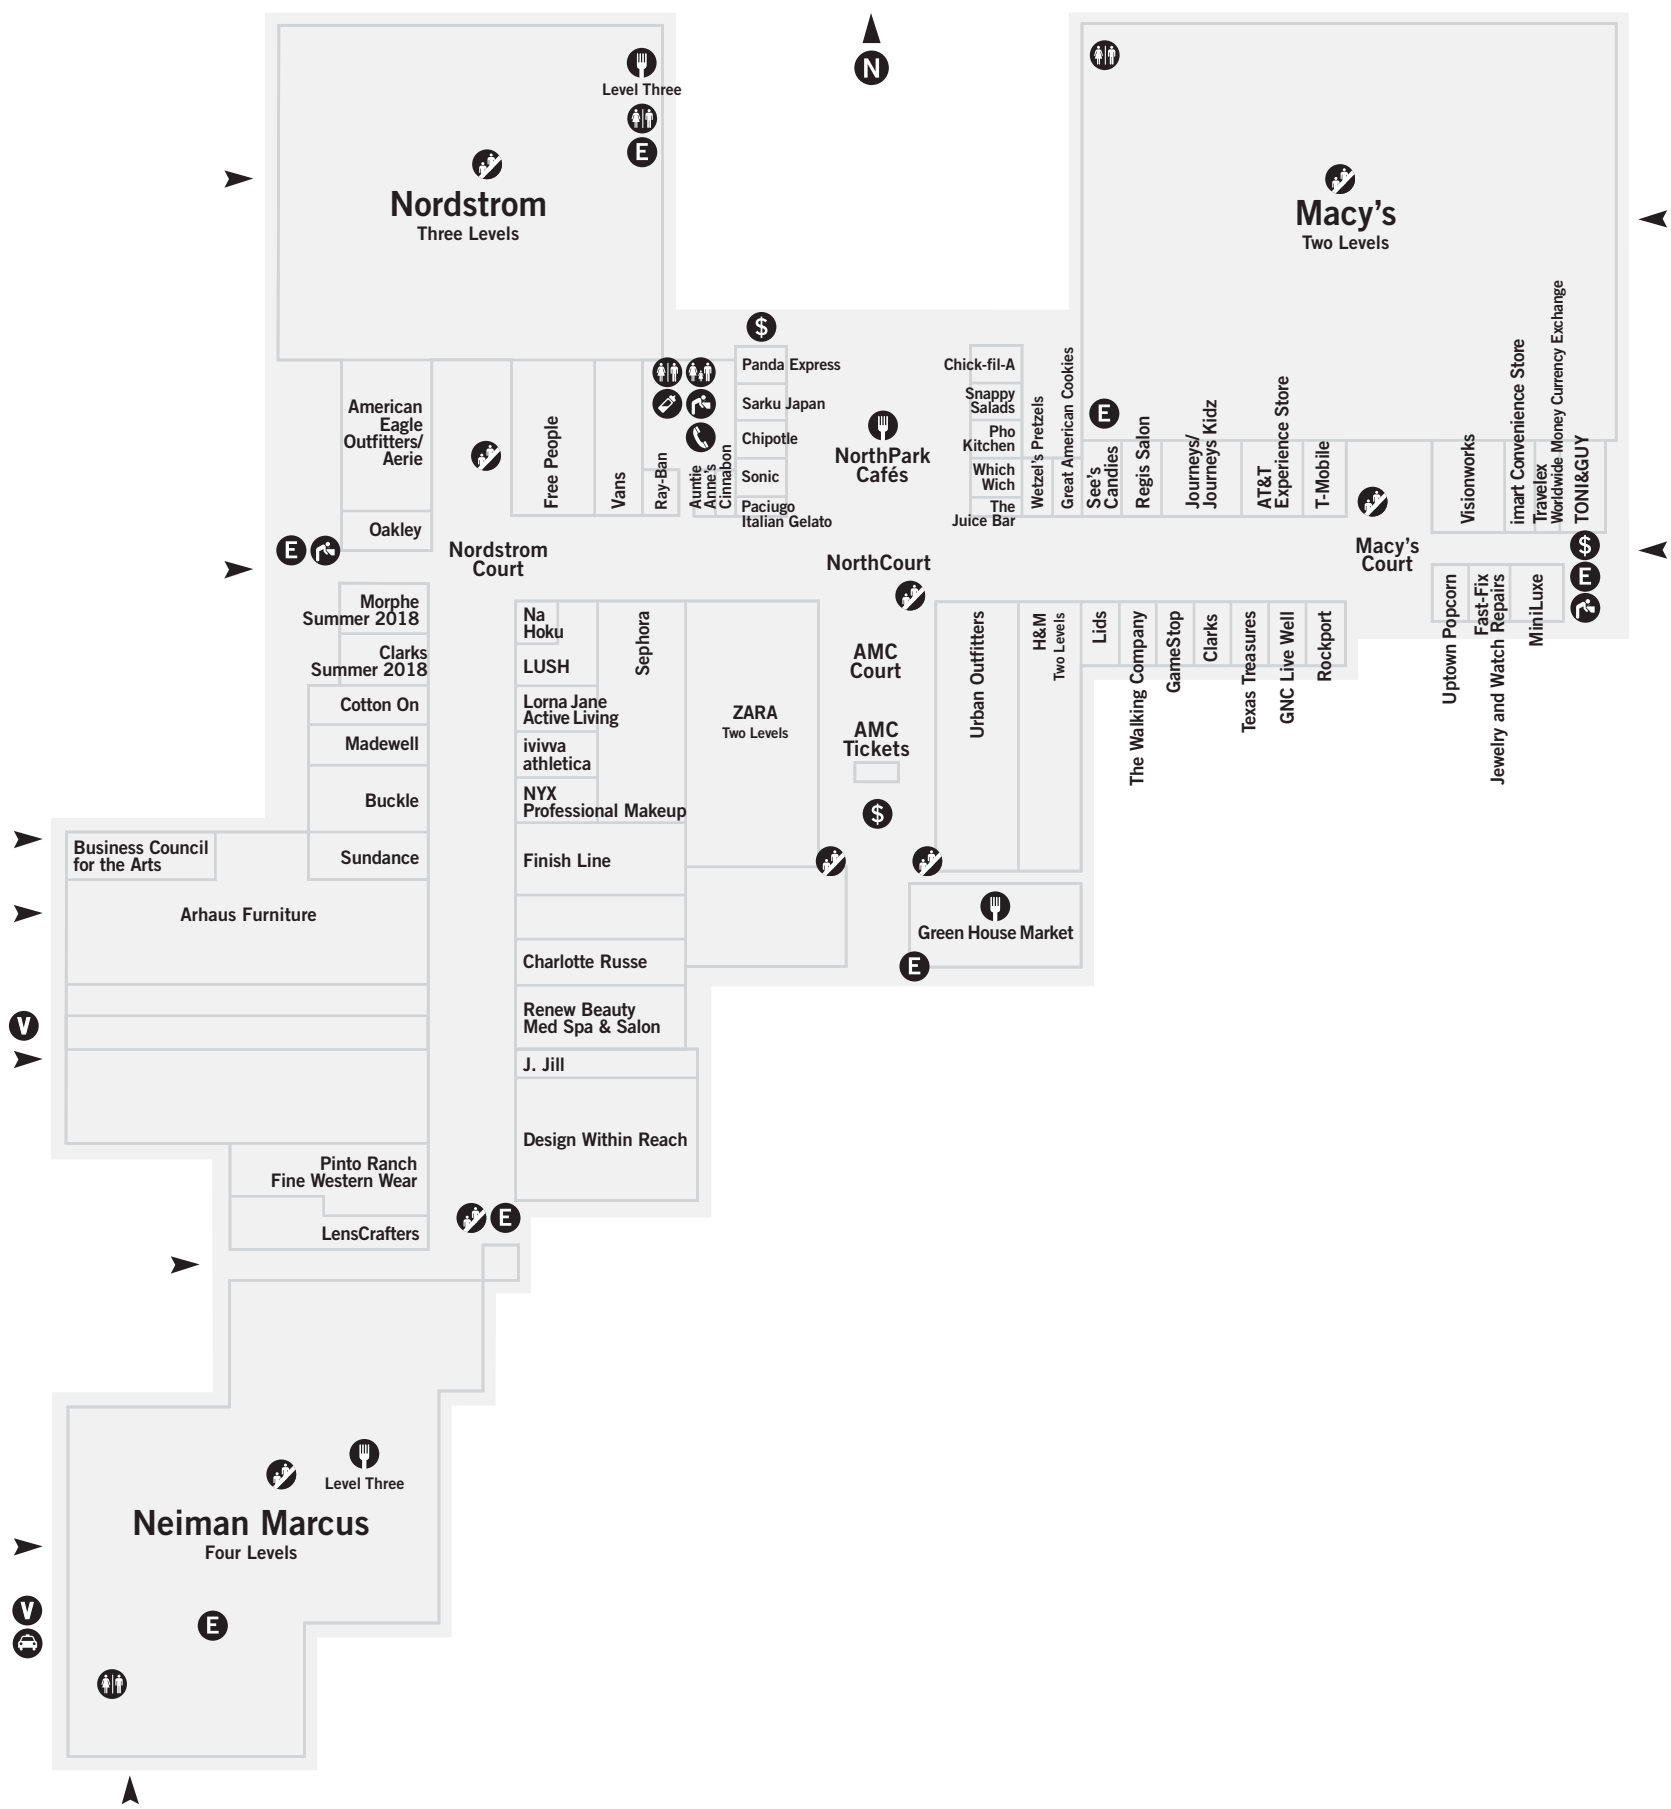 N
Level Three
E
Nordstrom
Three Levels
Macy's
Two Levels
$
Panda Express
Sarku Japan
Chipotle
Sonic
Paciugo
Italian Gelato
American
Eagle
Outfitters/
Aerie
Oakley
Free People
Vans
Ray-Ban
Auntie
Anne's
Cinnabon
NorthPark
Cafés
Chick-fil-A
Snappy
Salads
Pho
Kitchen
Which
Wich
The
Juice Bar
Wetzel's Pretzels
Great American Cookies
E
See's
Candies
Regis Salon
Journeys/
Journeys Kidz
AT&T
Experience Store
T-Mobile
Visionworks
imart Convenience Store
Travelex
Worldwide Money Currency Exchange
TONI&GUY
E
Nordstrom
Court
NorthCourt
Macy's
Court
$
E
Morphe
Summer 2018
Clarks
Summer 2018
Cotton On
Madewell
Buckle
Sundance
Na
Hoku
LUSH
Lorna Jane
Active Living
ivivva
athletica
NYX
Professional Makeup
Sephora
ZARA
Two Levels
AMC
Court
AMC
Tickets
$
Urban Outfitters
H&M
Two Levels
Lids
The Walking Company
GameStop
Clarks
Texas Treasures
GNC Live Well
Rockport
Uptown Popcorn
Fast-Fix
Jewelry and Watch Repairs
MiniLuxe
Business Council
for the Arts
Arhaus Furniture
Finish Line
Green House Market
E
Charlotte Russe
Renew Beauty
Med Spa & Salon
V
J. Jill
Design Within Reach
Pinto Ranch
Fine Western Wear
LensCrafters
E
Level Three
Neiman Marcus
Four Levels
V
E